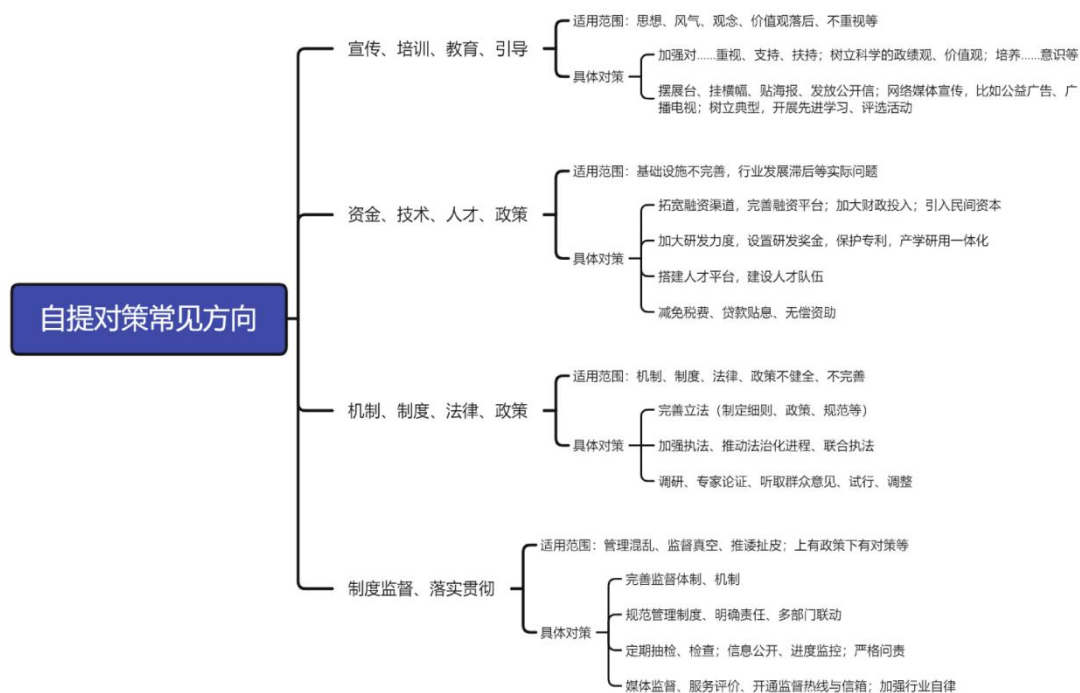 自提对策常见方向
宣传、培训、教育、引导
适用范围：思想、风气、观念、价值观落后、不重视等
具体对策
加强对......重视、支持、扶持；树立科学的政绩观、价值观；培养......意识等
摆展台、挂横幅、贴海报、发放公开信；网络媒体宣传，比如公益广告、广
播电视；树立典型，开展先进学习、评选活动
资金、技术、人才、政策
适用范围：基础设施不完善，行业发展滞后等实际问题
具体对策
拓宽融资渠道，完善融资平台；加大财政投入；引入民间资本
加大研发力度，设置研发奖金，保护专利，产学研用一体化
搭建人才平台，建设人才队伍
减免税费、贷款贴息、无偿资助
机制、制度、法律、政策
适用范围：机制、制度、法律、政策不健全、不完善
具体对策
完善立法（制定细则、政策、规范等）
加强执法、推动法治化进程、联合执法
调研、专家论证、听取群众意见、试行、调整
制度监督、落实贯彻
适用范围：管理混乱、监督真空、推诿扯皮；上有政策下有对策等
具体对策
完善监督体制、机制
规范管理制度、明确责任、多部门联动
定期抽检、检查；信息公开、进度监控；严格问责
媒体监督、服务评价、开通监督热线与信箱；加强行业自律